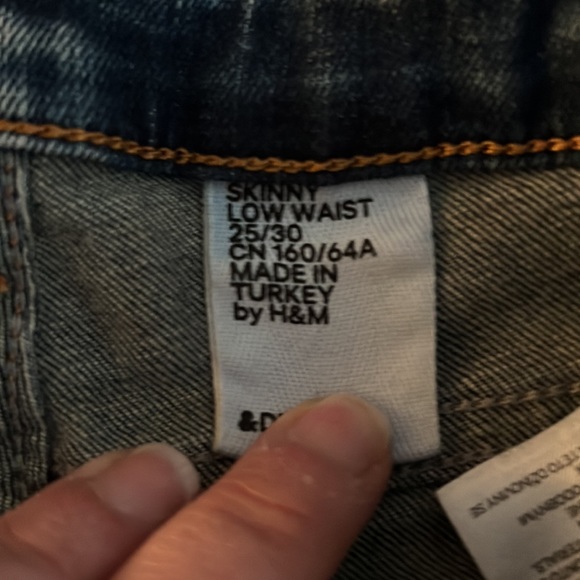 SKINNY
LOW WAIST
25/30
CN 160/64A
MADE IN
TURKEY
by H&M
&D